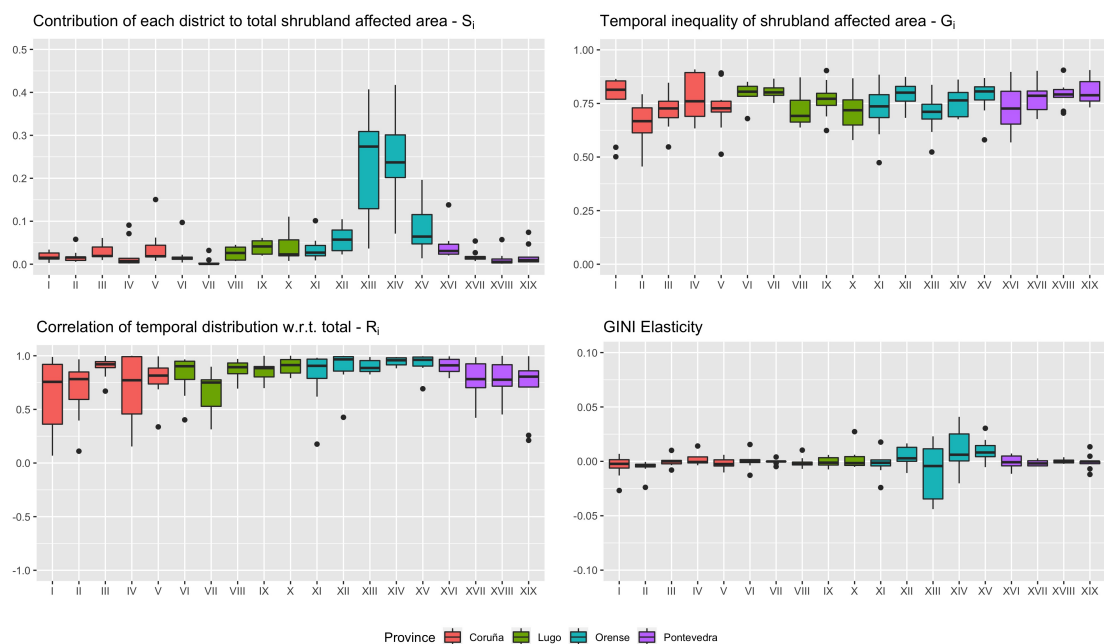 Contribution of each district to total shrubland affected area - Si
0.5
0.4
0.3
0.2
0.1
0.0
I II III IV V VI VII VIII IX X XI XII XIII XIV XV XVI XVII XVIII XIX
Temporal inequality of shrubland affected area - Gi
1.00
0.75
0.50
0.25
0.00
I II III IV V VI VII VIII IX X XI XII XIII XIV XV XVI XVII XVIII XIX
Correlation of temporal distribution w.r.t. total - Ri
1.0
0.5
0.0
-0.5
-1.0
I II III IV V VI VII VIII IX X XI XII XIII XIV XV XVI XVII XVIII XIX
GINI Elasticity
0.10
0.05
0.00
-0.05
-0.10
I II III IV V VI VII VIII IX X XI XII XIII XIV XV XVI XVII XVIII XIX
Province Coruña Lugo Orense Pontevedra